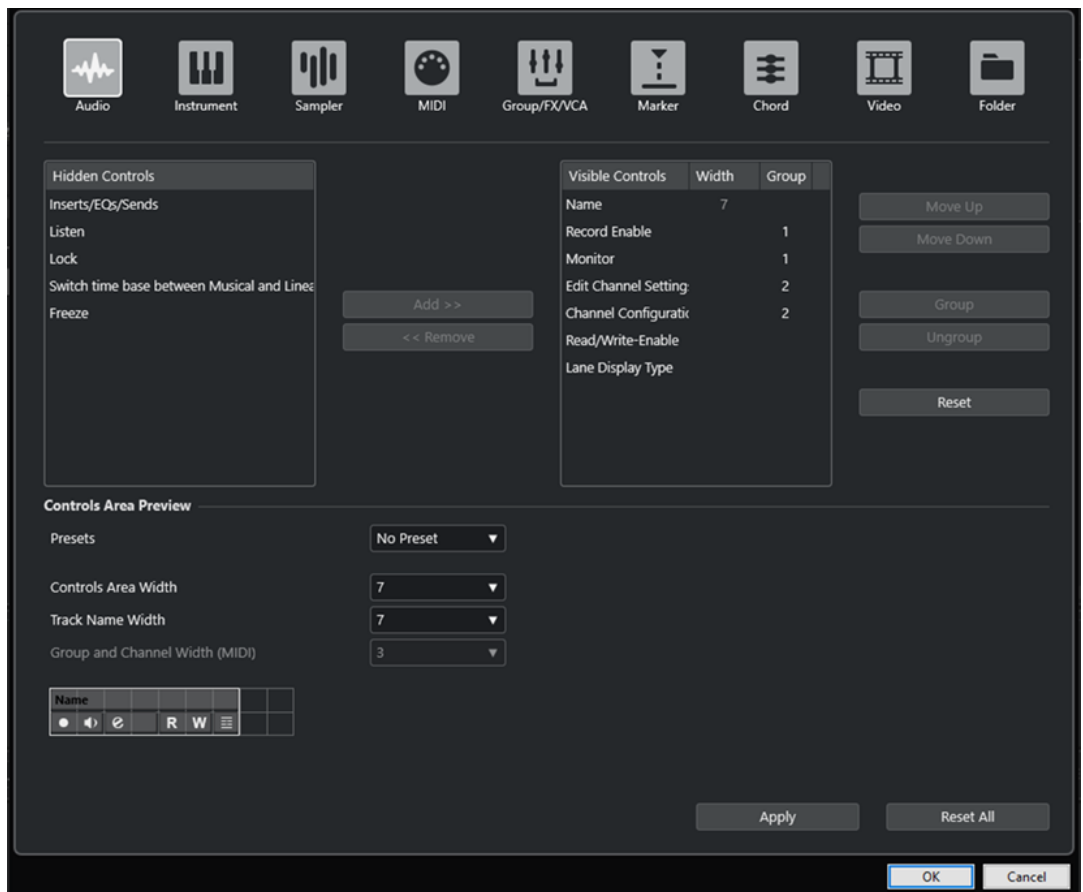 Audio Instrument Sampler MIDI Group/FX/VCA Marker Chord Video Folder
Hidden Controls
Inserts/EQs/Sends
Listen
Lock
Switch time base between Musical and Linea
Freeze
Add >>
<< Remove
Visible Controls Width Group
Name 7
Record Enable 1
Monitor 1
Edit Channel Setting: 2
Channel Configuratic 2
Read/Write-Enable
Lane Display Type
Move Up
Move Down
Group
Ungroup
Reset
Controls Area Preview
Presets No Preset
Controls Area Width 7
Track Name Width 7
Group and Channel Width (MIDI) 3
Name
e R W
Apply Reset All
OK Cancel